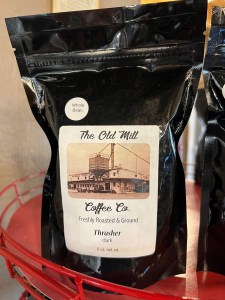 Whole
Bean
The Old Mill
Coffee Co.
Freshly Roasted & Ground
Thrasher
dark